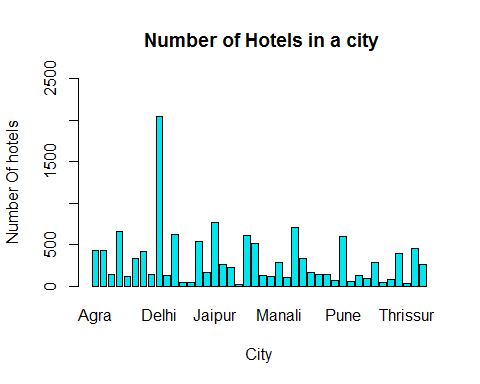 Number of Hotels in a city
Number Of hotels
2500
1500
500
0
Agra Delhi Jaipur Manali Pune Thrissur
City